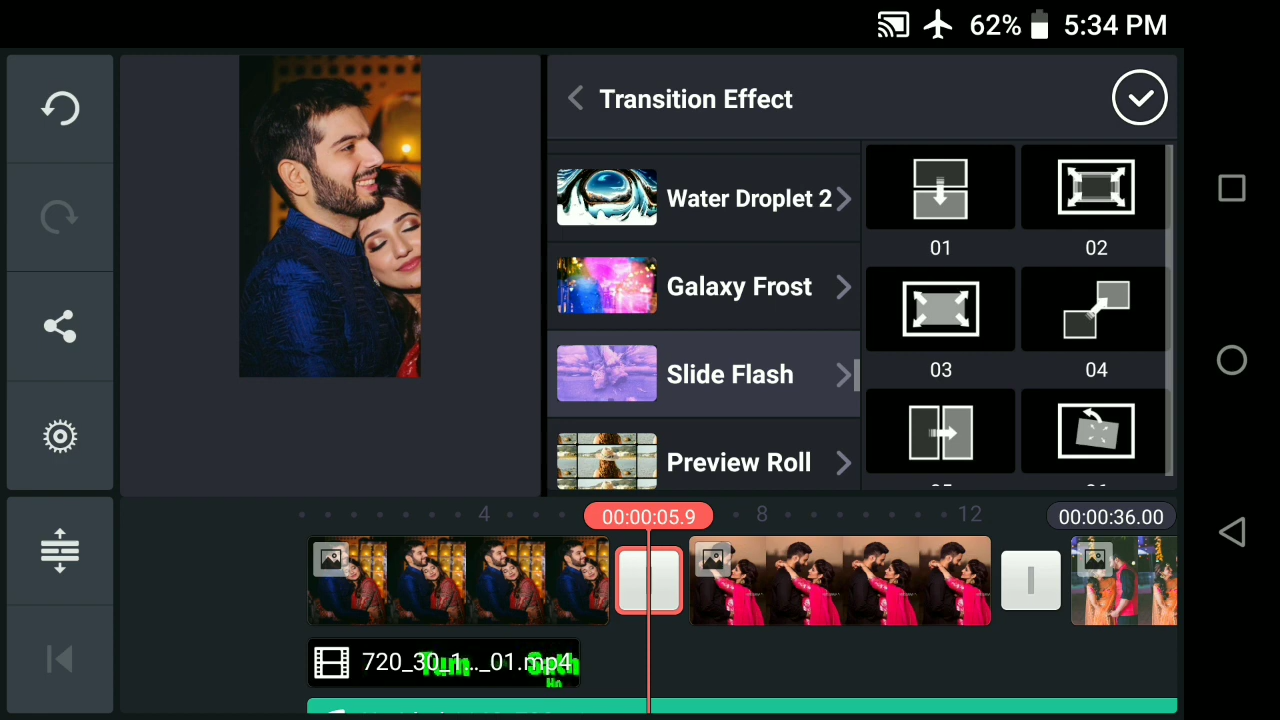 62% 5:34 PM
Transition Effect
Water Droplet 2
Galaxy Frost
Slide Flash
Preview Roll
01 02
03 04
4 00:00:05.9 8 12 00:00:36.00
720_30_1..._01.mp4